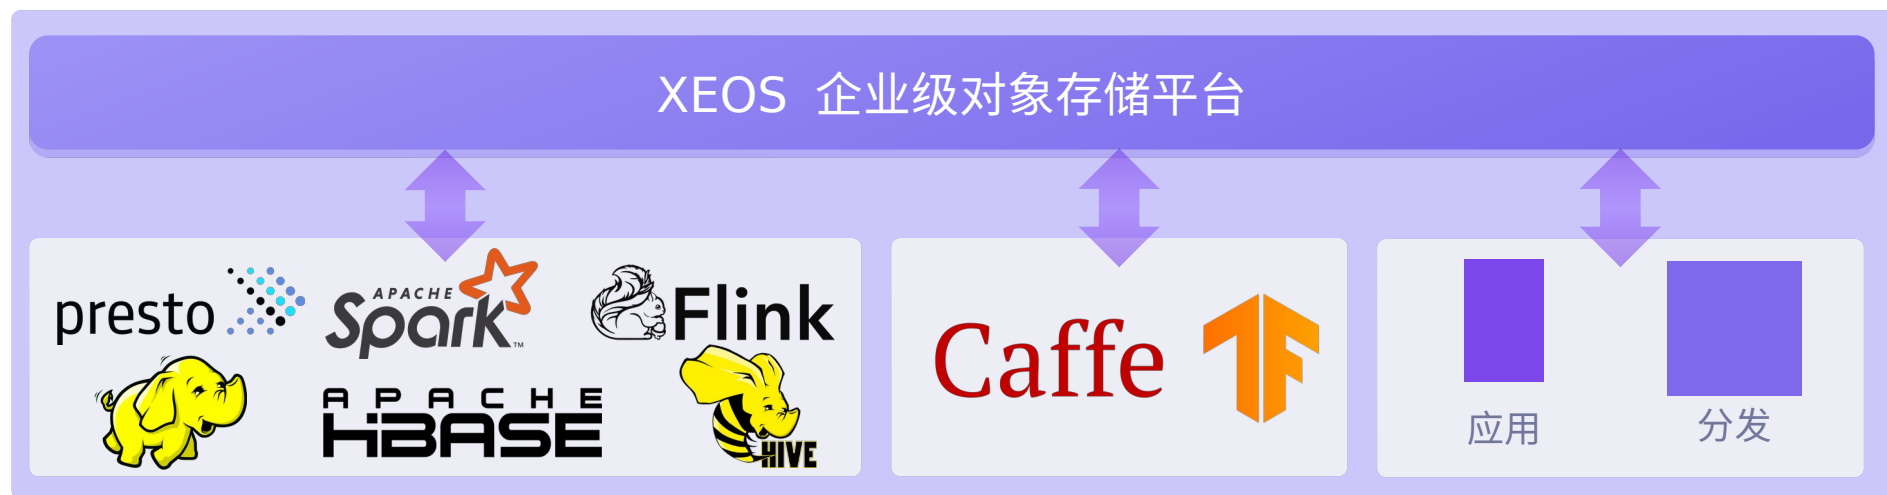 XEOS 企业级对象存储平台
presto
APACHE
Spark™
Flink
APACHE
HBASE
HIVE
Caffe
应用
分发